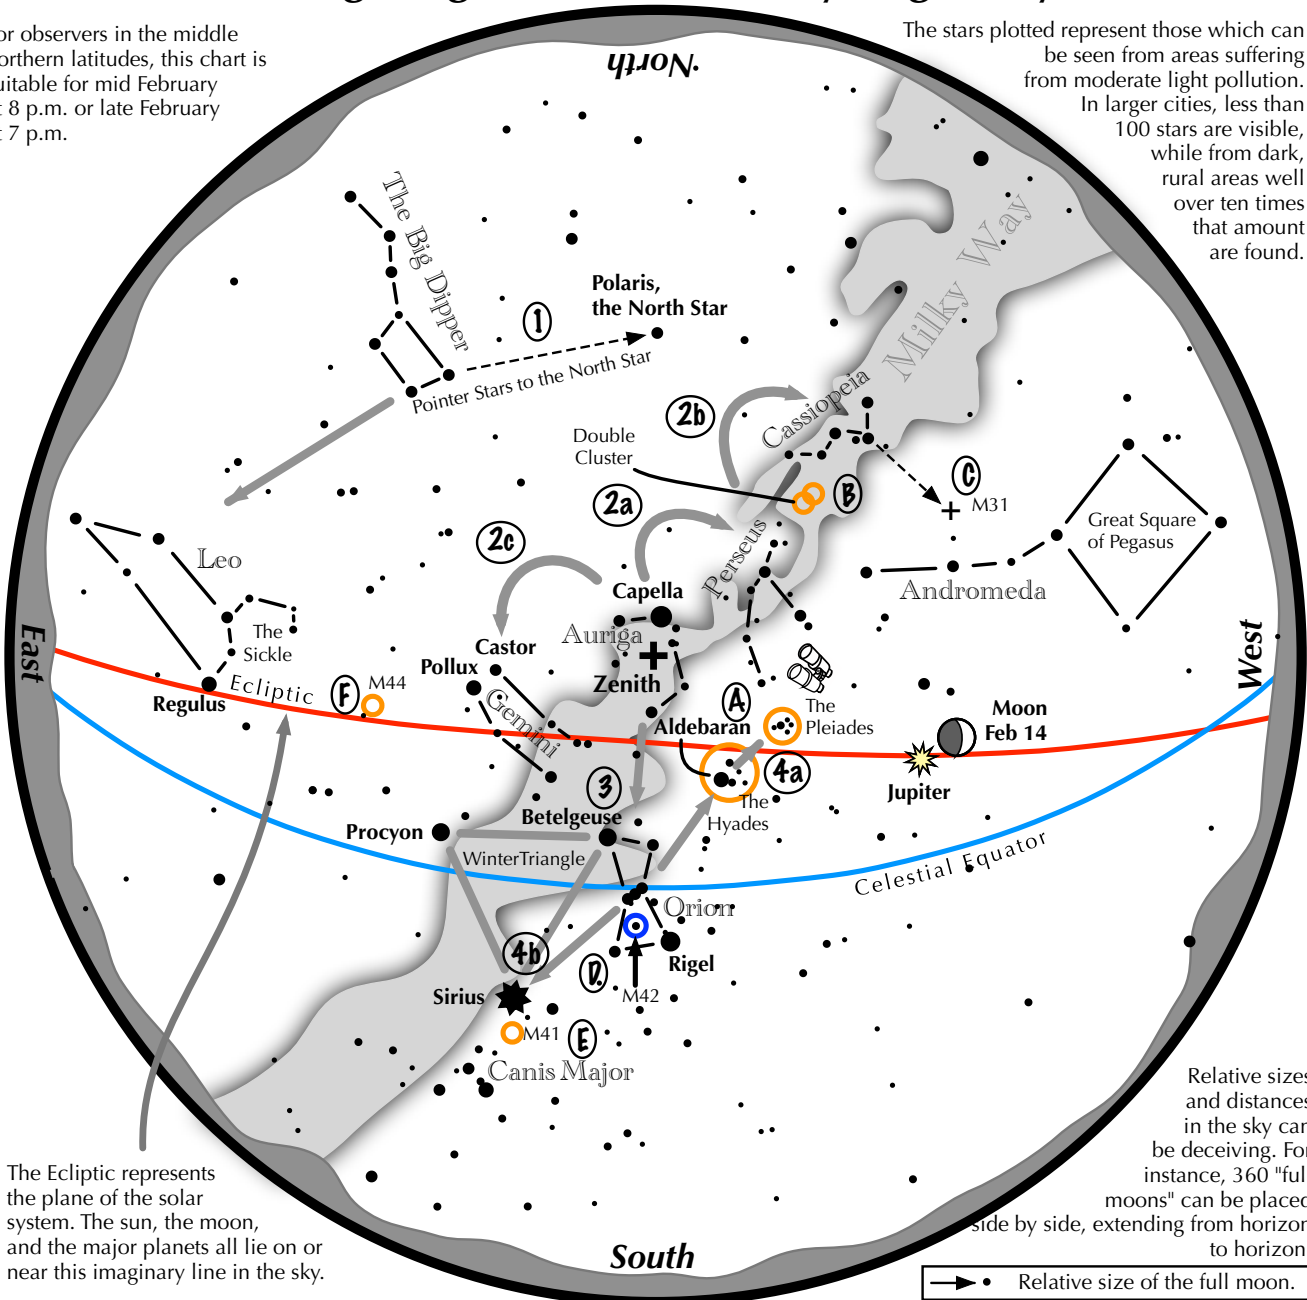 or observers in the middle
orthern latitudes, this chart is
uitable for mid February
t 8 p.m. or late February
t 7 p.m.
The stars plotted represent those which can
be seen from areas suffering
from moderate light pollution.
In larger cities, less than
100 stars are visible,
while from dark,
rural areas well
over ten times
that amount
are found.
North
The Big Dipper
Milky Way
Polaris,
the North Star
1
Pointer Stars to the North Star
2b
Cassiopeia
Double
Cluster
C
M31
B
2a
Great Square
of Pegasus
2c
Leo
Perseus
Capella
Andromeda
The
Sickle
Auriga
East
West
Castor
Pollux
Zenith
M44
F
Ecliptic
Regulus
Gemini
A
The
Pleiades
Aldebaran
Moon
Feb 14
4a
3
Jupiter
The
Hyades
Betelgeuse
Procyon
WinterTriangle
Celestial Equator
Orion
4b
D
Rigel
Sirius
M42
M41
E
Canis Major
Relative sizes
and distances
in the sky can
be deceiving. For
instance, 360 "full
moons" can be placed
side by side, extending from horizon
to horizon
The Ecliptic represents
the plane of the solar
system. The sun, the moon,
and the major planets all lie on or
near this imaginary line in the sky.
South
Relative size of the full moon.